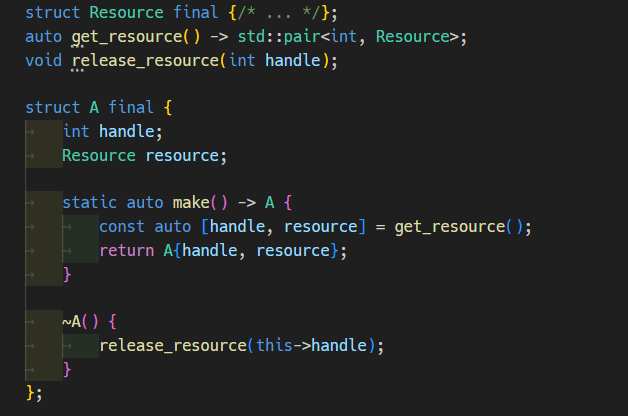 struct Resource final {/* ... */};
auto get_resource() -> std::pair<int, Resource>;
void release_resource(int handle);
struct A final {
int handle;
Resource resource;
static auto make() -> A {
const auto [handle, resource] = get_resource();
return A{handle, resource};
}
~A() {
release_resource(this->handle);
}
};